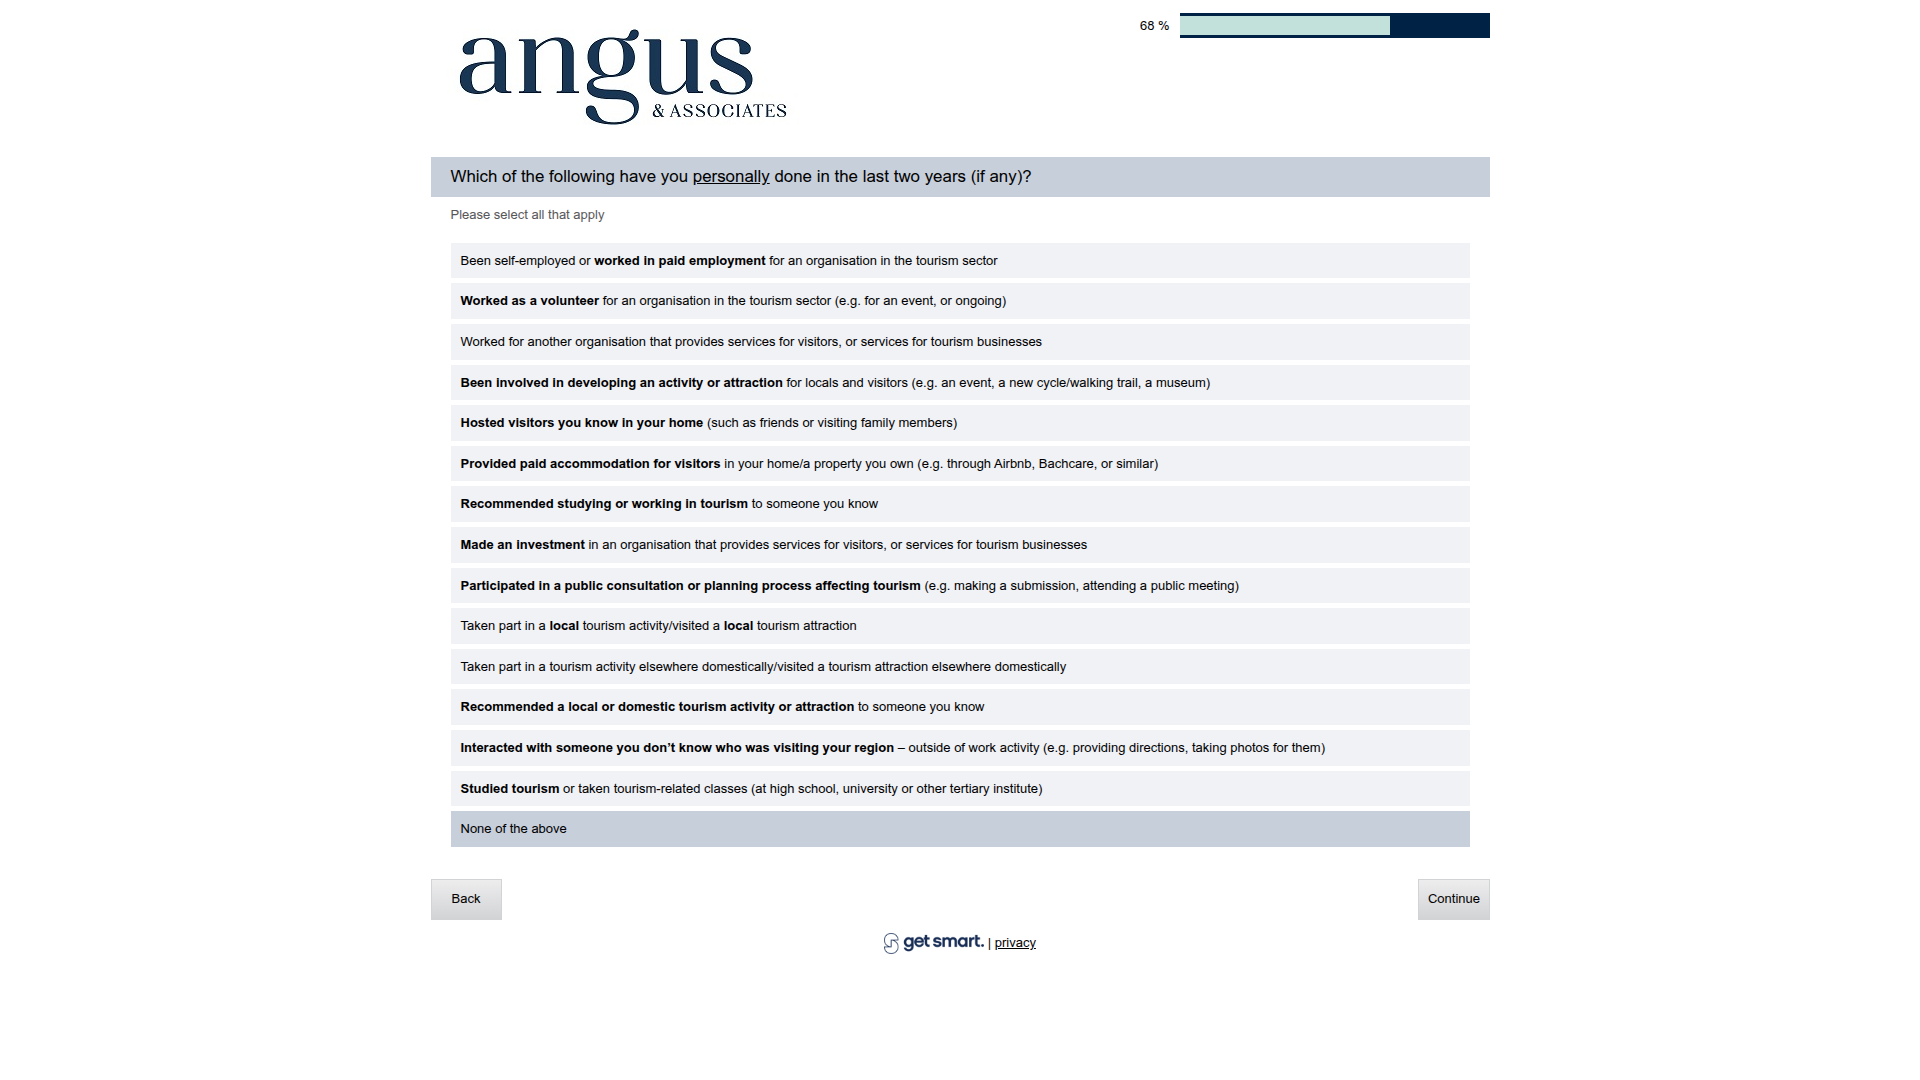 68 %
angus
& ASSOCIATES
Which of the following have you personally done in the last two years (if any)?
Please select all that apply
Been self-employed or worked in paid employment for an organisation in the tourism sector
Worked as a volunteer for an organisation in the tourism sector (e.g. for an event, or ongoing)
Worked for another organisation that provides services for visitors, or services for tourism businesses
Been involved in developing an activity or attraction for locals and visitors (e.g. an event, a new cycle/walking trail, a museum)
Hosted visitors you know in your home (such as friends or visiting family members)
Provided paid accommodation for visitors in your home/a property you own (e.g. through Airbnb, Bachcare, or similar)
Recommended studying or working in tourism to someone you know
Made an investment in an organisation that provides services for visitors, or services for tourism businesses
Participated in a public consultation or planning process affecting tourism (e.g. making a submission, attending a public meeting)
Taken part in a local tourism activity/visited a local tourism attraction
Taken part in a tourism activity elsewhere domestically/visited a tourism attraction elsewhere domestically
Recommended a local or domestic tourism activity or attraction to someone you know
Interacted with someone you don’t know who was visiting your region – outside of work activity (e.g. providing directions, taking photos for them)
Studied tourism or taken tourism-related classes (at high school, university or other tertiary institute)
None of the above
Back
Continue
get smart. | privacy